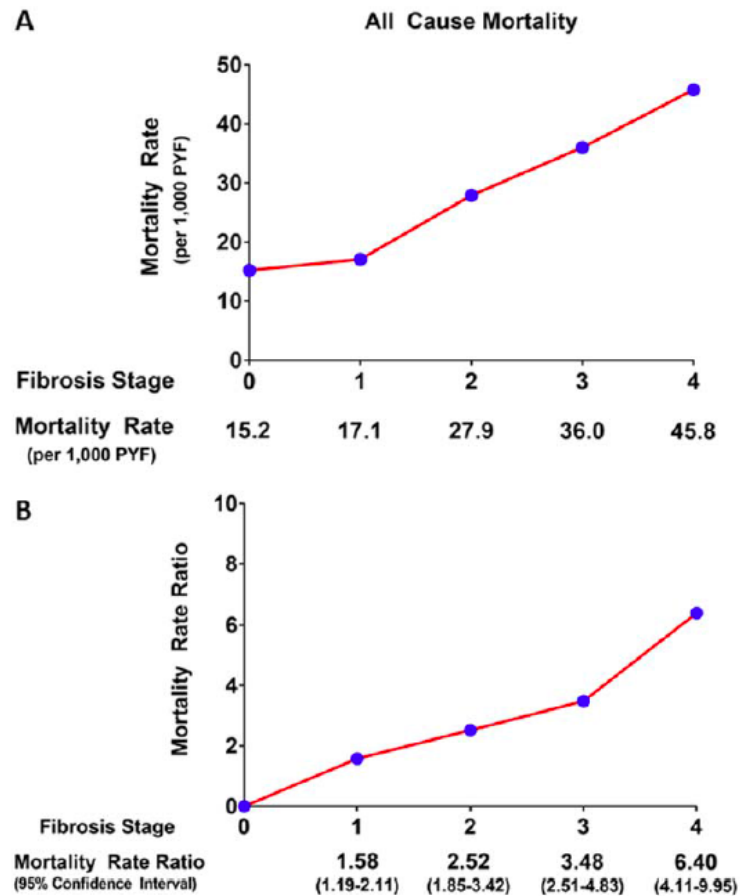 A
All Cause Mortality
Mortality Rate
(per 1,000 PYF)
50
40
30
20
10
0
0 1 2 3 4
Fibrosis Stage
Mortality Rate 15.2 17.1 27.9 36.0 45.8
(per 1,000 PYF)
B
Mortality Rate Ratio
10
8
6
4
2
0
0 1 2 3 4
Fibrosis Stage
Mortality Rate Ratio 1.58 2.52 3.48 6.40
(95% Confidence Interval) (1.19-2.11) (1.85-3.42) (2.51-4.83) (4.11-9.95)